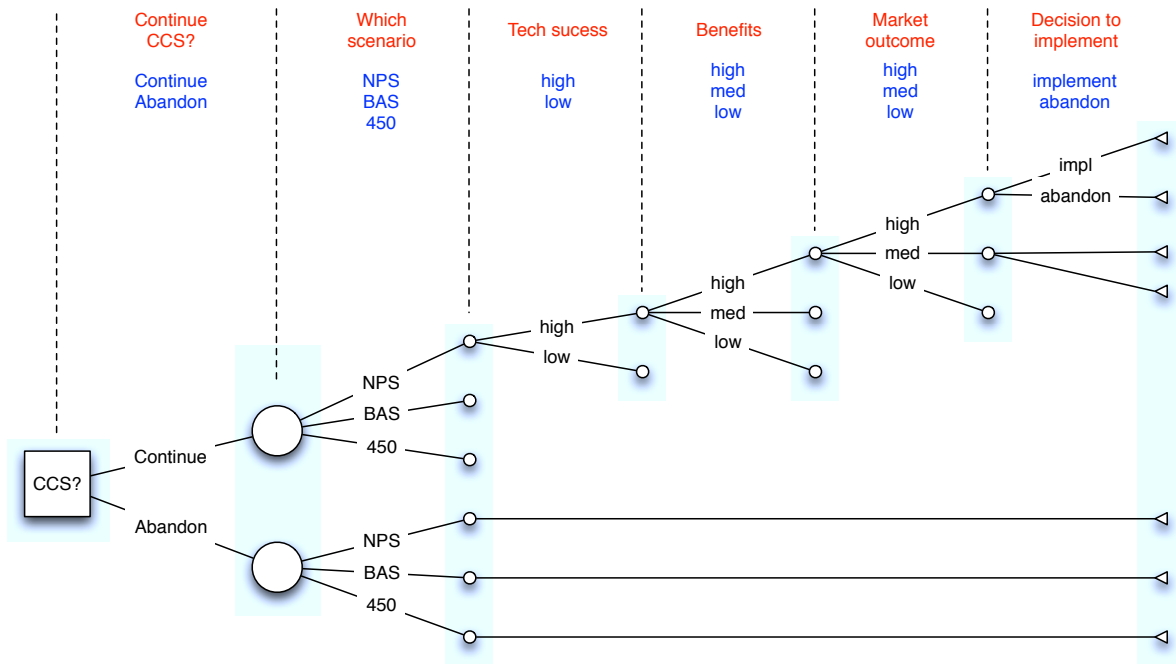 Continue
CCS?
Which
scenario
Tech sucess
Benefits
Market
outcome
Decision to
implement
Continue
Abandon
NPS
BAS
450
high
low
high
med
low
high
med
low
implement
abandon
impl
abandon
high
med
low
high
med
low
high
low
NPS
BAS
450
Continue
CCS?
Abandon
NPS
BAS
450